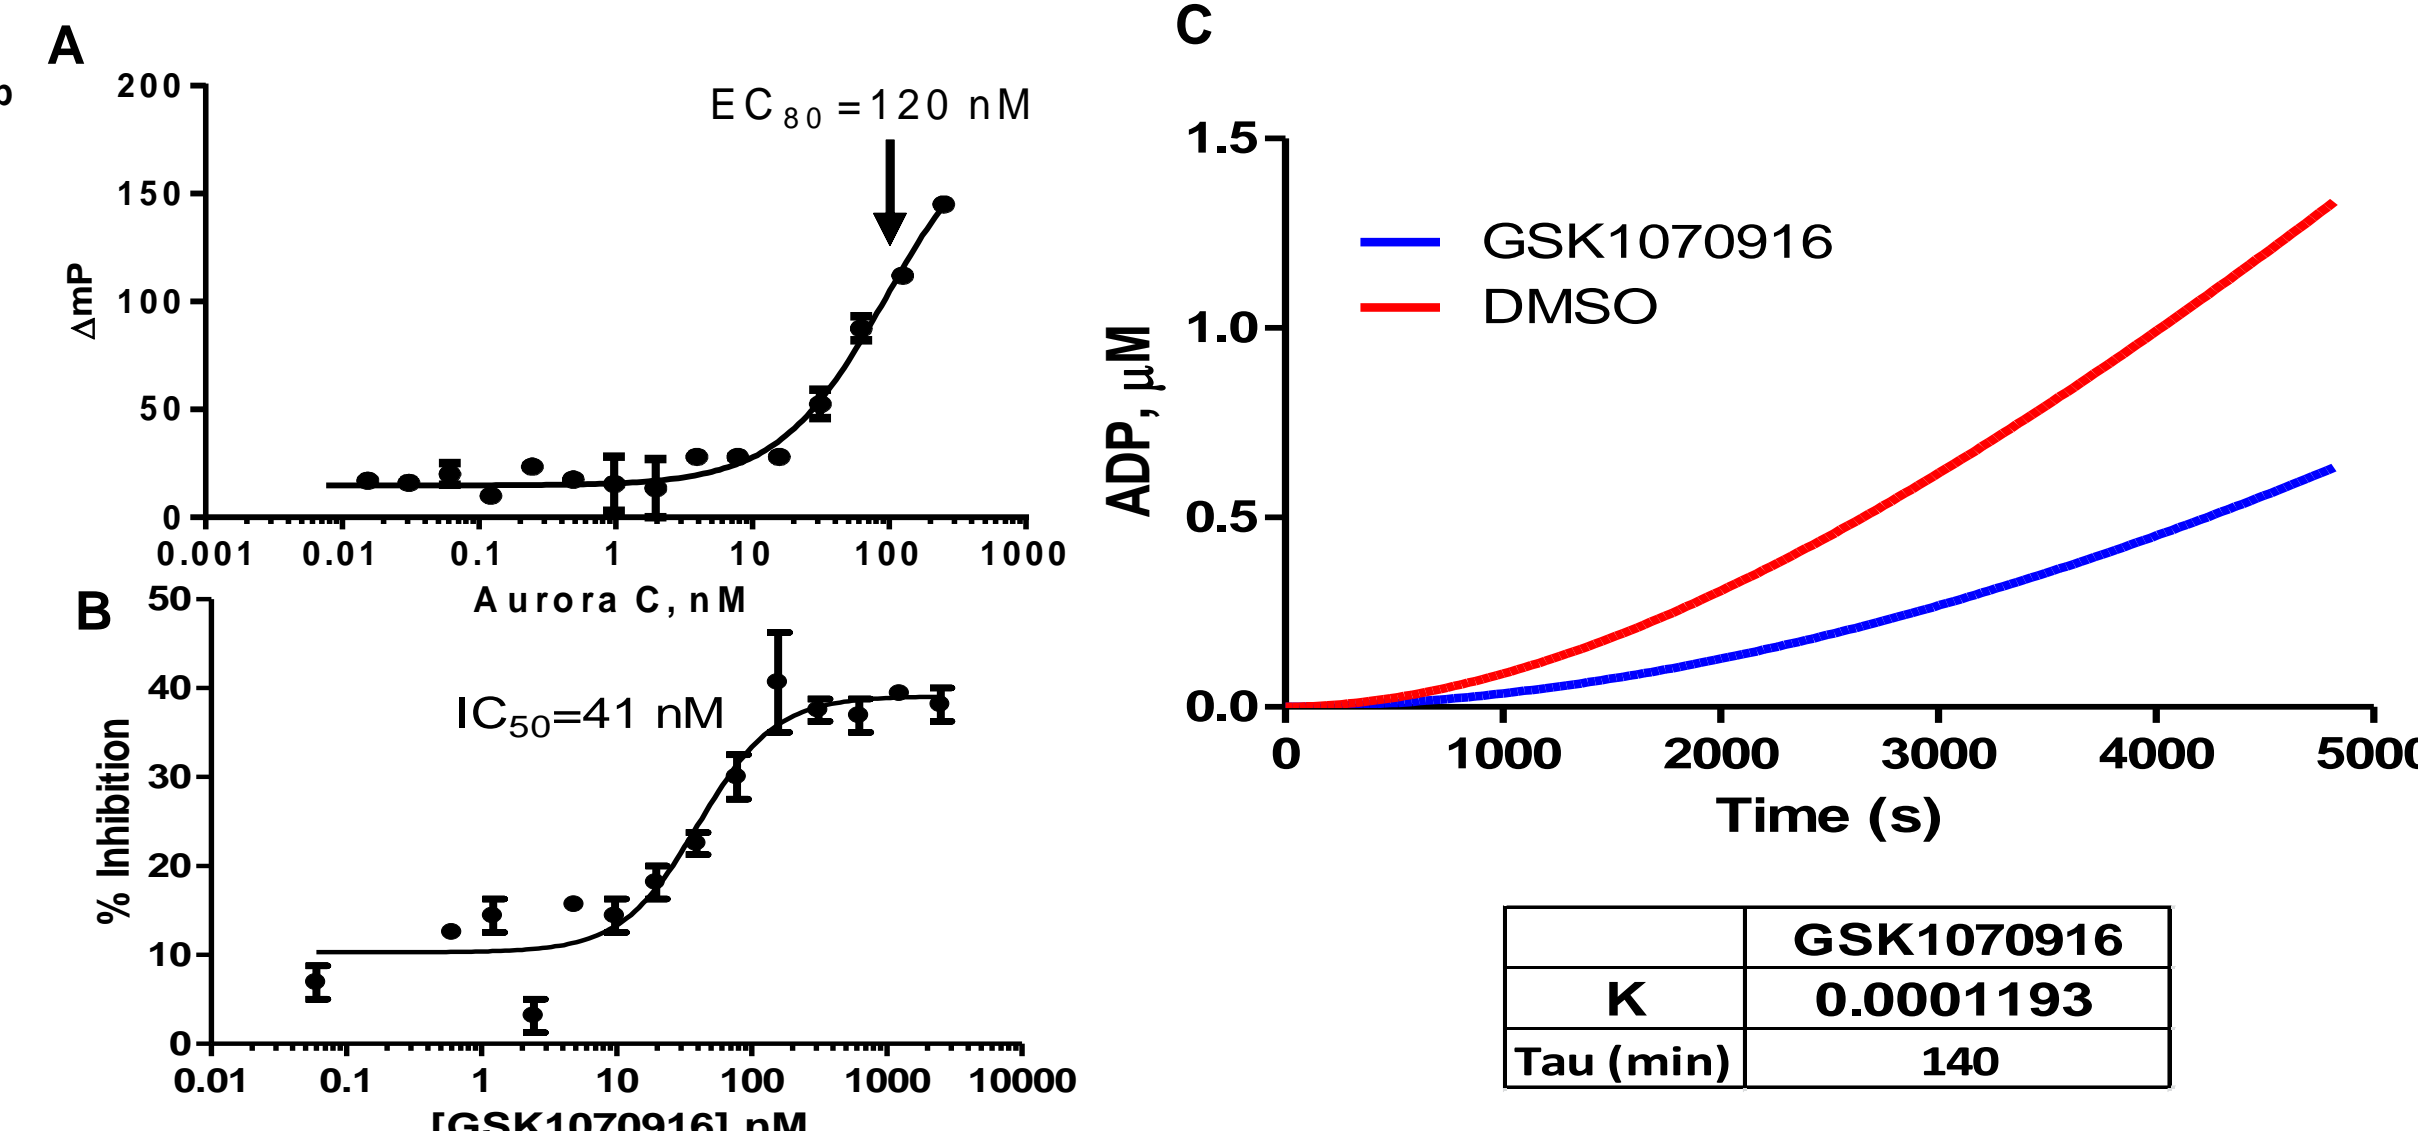 A
p
200
150
100
50
0
ΔmP
EC80 =120 nM
0.001 0.01 0.1 1 10 100 1000
Aurora C, nM
B
50
40
30
20
10
0
% Inhibition
IC50=41 nM
0.01 0.1 1 10 100 1000 10000
[GSK1070916] nM
C
1.5
1.0
0.5
0.0
ADP, μM
GSK1070916
DMSO
0 1000 2000 3000 4000 5000
Time (s)
GSK1070916
K 0.0001193
Tau (min) 140